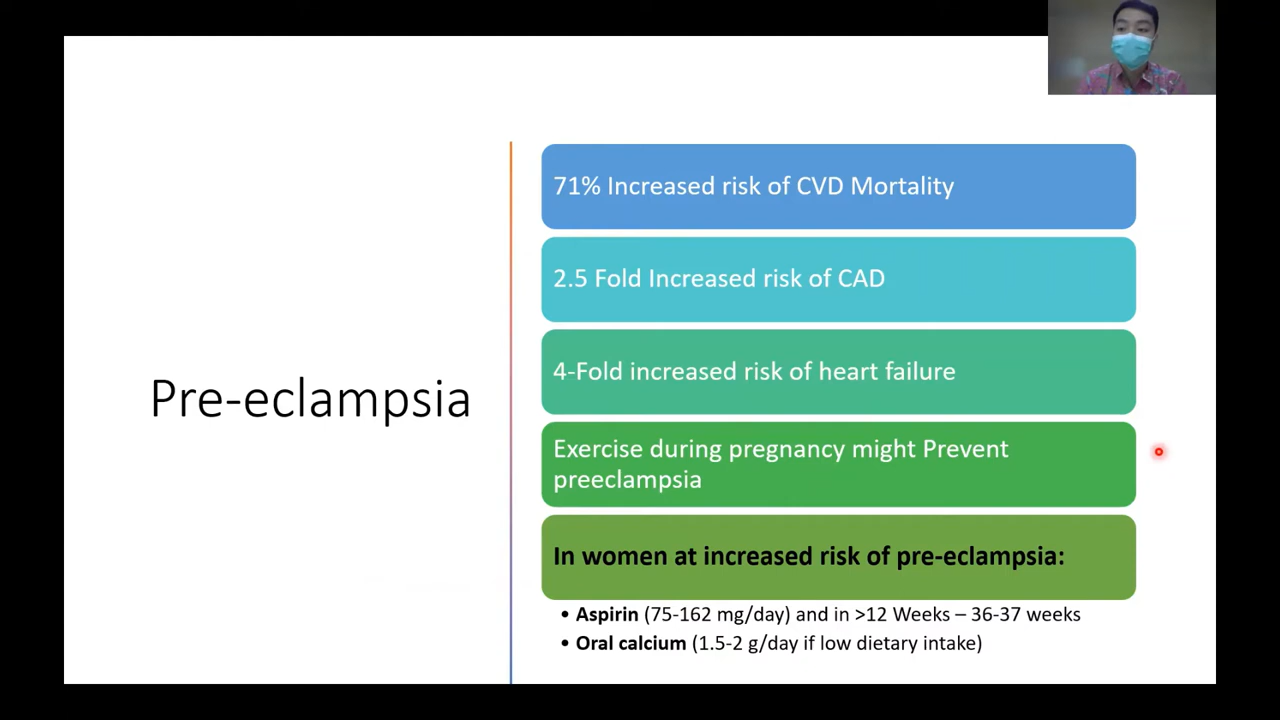 Pre-eclampsia
71% Increased risk of CVD Mortality
2.5 Fold Increased risk of CAD
4-Fold increased risk of heart failure
Exercise during pregnancy might Prevent
preeclampsia
In women at increased risk of pre-eclampsia:
• Aspirin (75-162 mg/day) and in >12 Weeks – 36-37 weeks
• Oral calcium (1.5-2 g/day if low dietary intake)